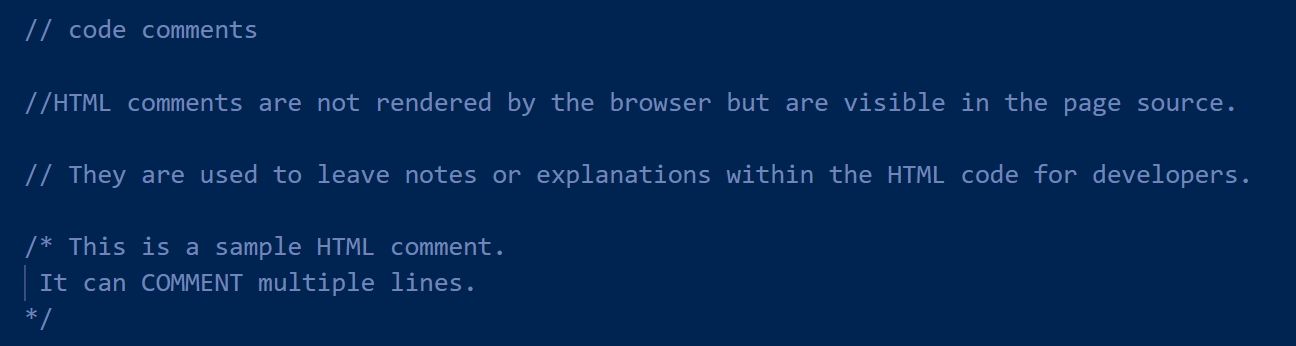 // code comments
//HTML comments are not rendered by the browser but are visible in the page source.
// They are used to leave notes or explanations within the HTML code for developers.
/* This is a sample HTML comment.
It can COMMENT multiple lines.
*/